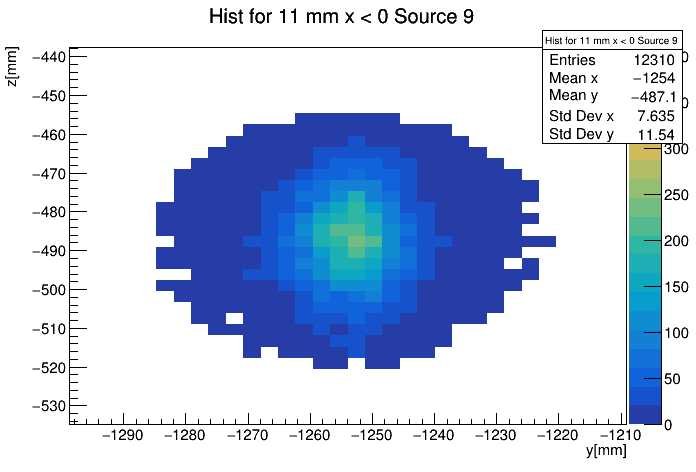 Hist for 11 mm x < 0 Source 9
Hist for 11 mm x < 0 Source 9
Entries 12310
Mean x −1254
Mean y −487.1
Std Dev x 7.635
Std Dev y 11.54
z[mm]
−440
−450
−460
−470
−480
−490
−500
−510
−520
−530
−1290 −1280 −1270 −1260 −1250 −1240 −1230 −1220 −1210
y[mm]
300
250
200
150
100
50
0